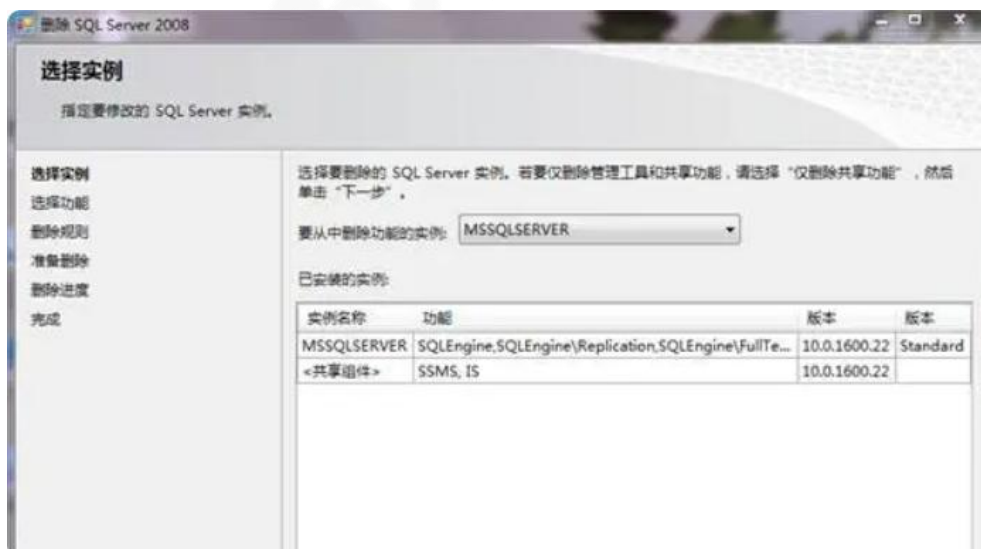 删除 SQL Server 2008
选择实例
指定要修改的 SQL Server 实例。
选择实例
选择功能
删除规则
准备删除
删除进度
完成
选择要删除的 SQL Server 实例。若要仅删除管理工具和共享功能，请选择“仅删除共享功能”，然后
单击“下一步”。
要从中删除功能的实例: MSSQLSERVER
已安装的实例:
实例名称 功能 版本 版本
MSSQLSERVER SQLEngine,SQLEngine\Replication,SQLEngine\FullTe... 10.0.1600.22 Standard
<共享组件> SSMS, IS 10.0.1600.22